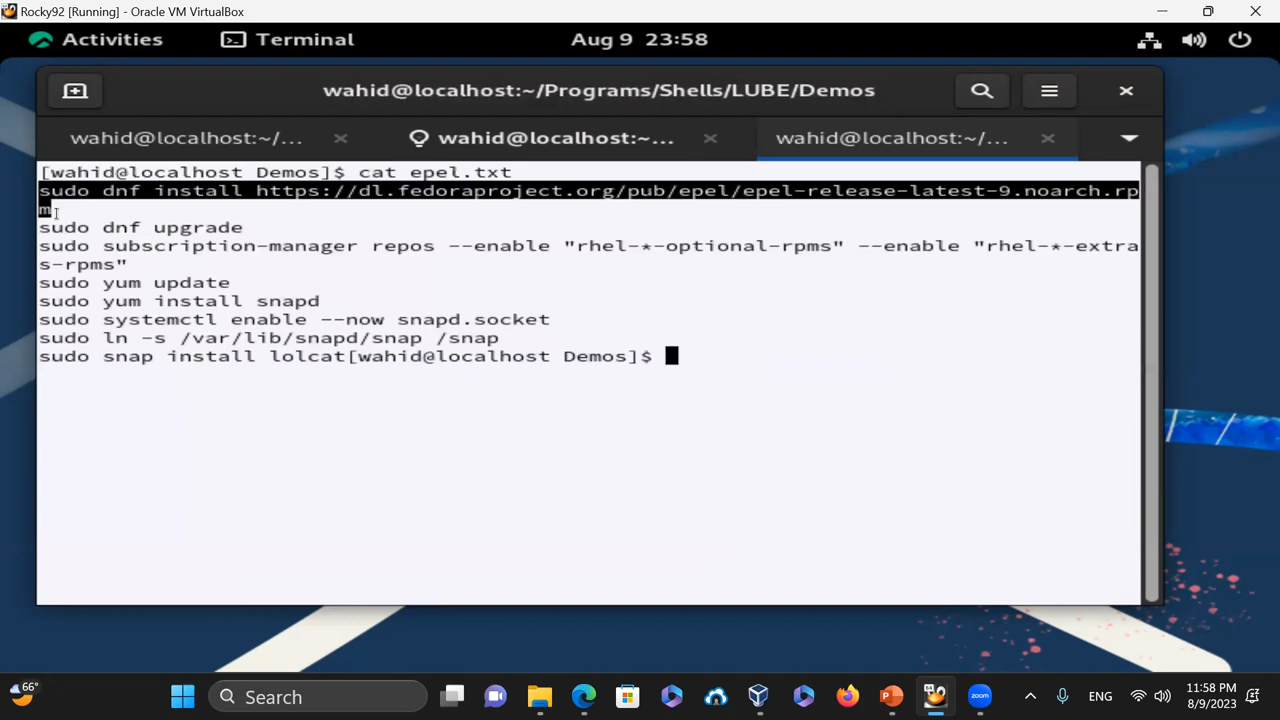 Rocky92 [Running] - Oracle VM VirtualBox
Activities
Terminal
Aug 9 23:58
wahid@localhost:~/Programs/Shells/LUBE/Demos
wahid@localhost:~/...
wahid@localhost:~...
wahid@localhost:~/...
[wahid@localhost Demos]$ cat epel.txt
sudo dnf install https://dl.fedoraproject.org/pub/epel/epel-release-latest-9.noarch.rp
m
sudo dnf upgrade
sudo subscription-manager repos --enable "rhel-*-optional-rpms" --enable "rhel-*-extra
s-rpms"
sudo yum update
sudo yum install snapd
sudo systemctl enable --now snapd.socket
sudo ln -s /var/lib/snapd/snap /snap
sudo snap install lolcat[wahid@localhost Demos]$
66°
Search
ENG
11:58 PM
8/9/2023